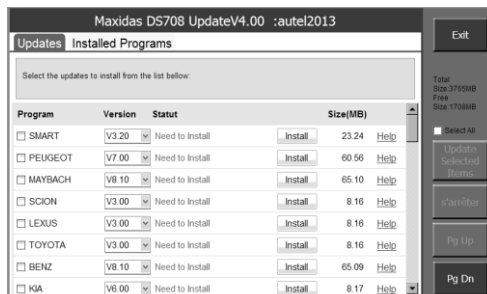 Maxidas DS708 UpdateV4.00 :autel2013
Updates Installed Programs
Select the updates to install from the list bellow:
Program Version Statut Size(MB)
SMART V3.20 Need to Install Install 23.24 Help
PEUGEOT V7.00 Need to Install Install 60.56 Help
MAYBACH V8.10 Need to Install Install 65.10 Help
SCION V3.00 Need to Install Install 8.16 Help
LEXUS V3.00 Need to Install Install 8.16 Help
TOYOTA V3.00 Need to Install Install 8.16 Help
BENZ V8.10 Need to Install Install 65.09 Help
KIA V6.00 Need to Install Install 8.17 Help
Exit
Total
Size:3755MB
Free
Size:1708MB
Select All
Update
Selected
Items
s'arrêter
Pg Up
Pg Dn